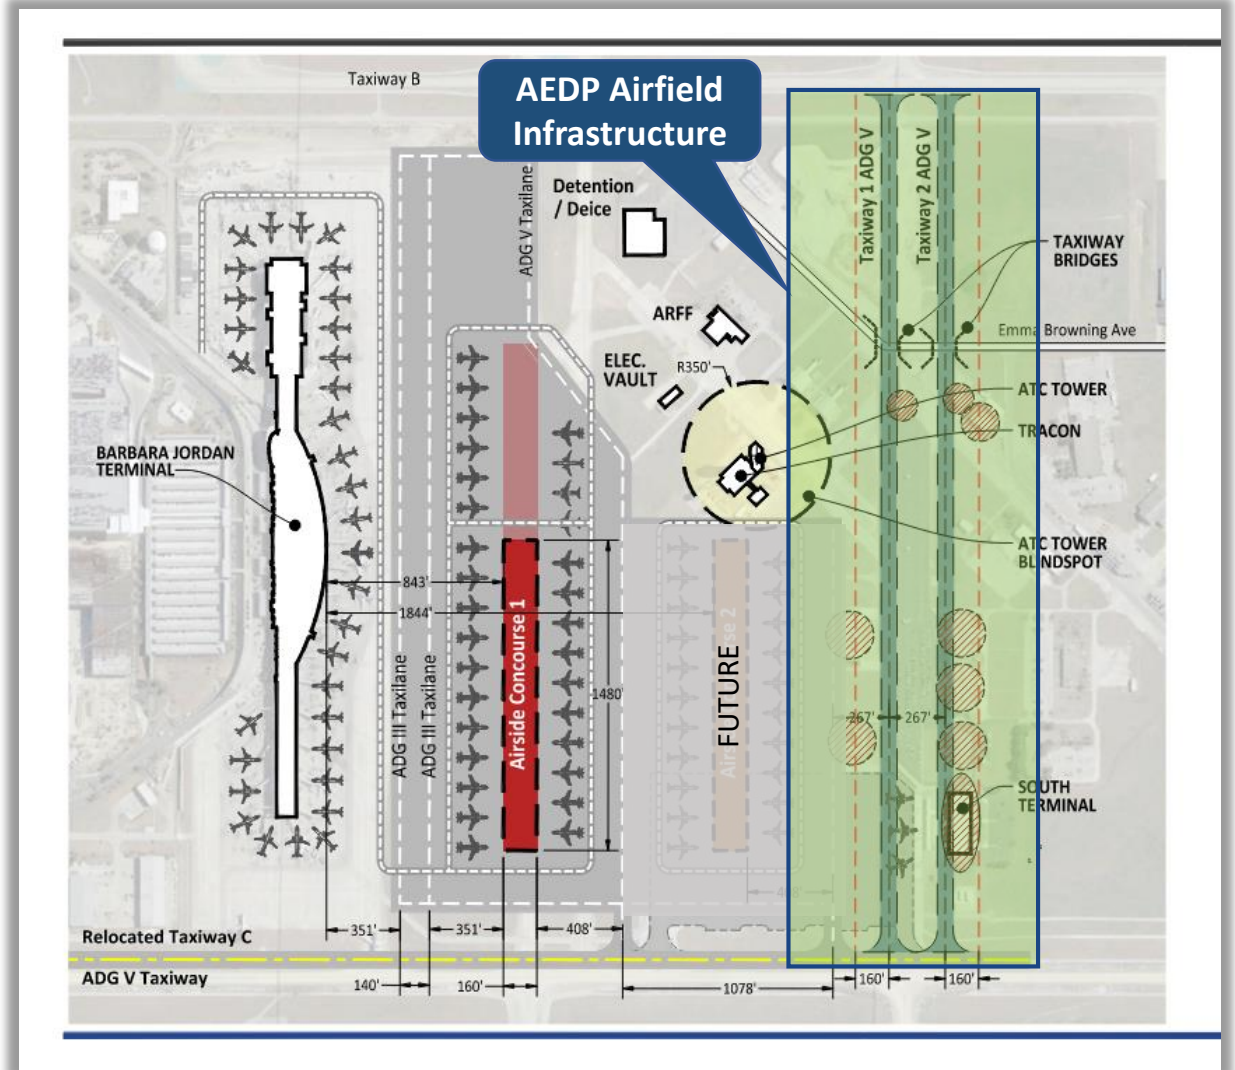 Taxiway B
AEDP Airfield
Infrastructure
Detention
/ Deice
ADG V Taxilane
Taxiway 1 ADG V
Taxiway 2 ADG V
TAXIWAY
BRIDGES
ARFF
Emma Browning Ave
ELEC.
VAULT
R350'
ATC TOWER
TRACON
BARBARA JORDAN
TERMINAL
ATC TOWER
BLINDSPOT
843'
1844'
Airside Concourse 1
1480'
FUTURE
ADG III Taxilane
ADG III Taxilane
267'
267'
SOUTH
TERMINAL
408'
351'
351'
408'
Relocated Taxiway C
ADG V Taxiway
140'
160'
1078'
160'
160'